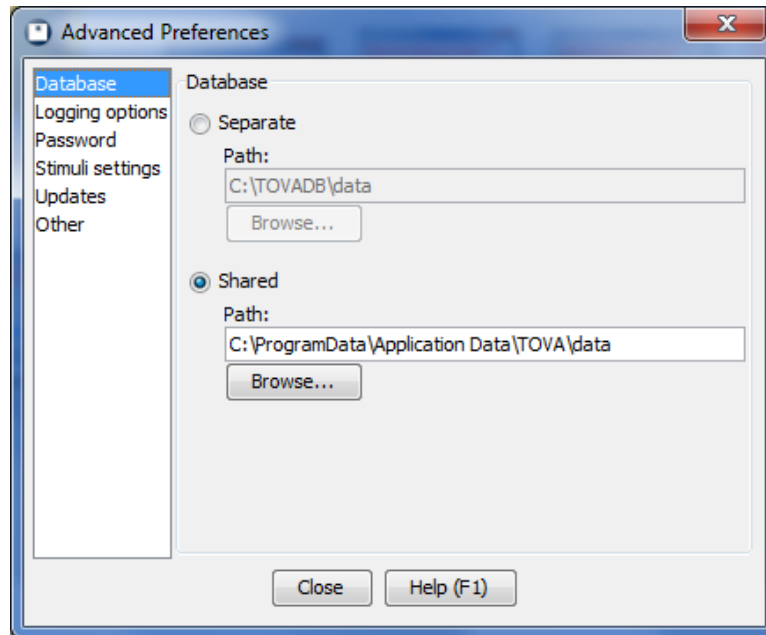 Advanced Preferences
Database
Logging options
Password
Stimuli settings
Updates
Other
Database
Separate
Path:
C:\TOVADB\data
Browse...
Shared
Path:
C:\ProgramData\Application Data\TOVA\data
Browse...
Close
Help (F1)